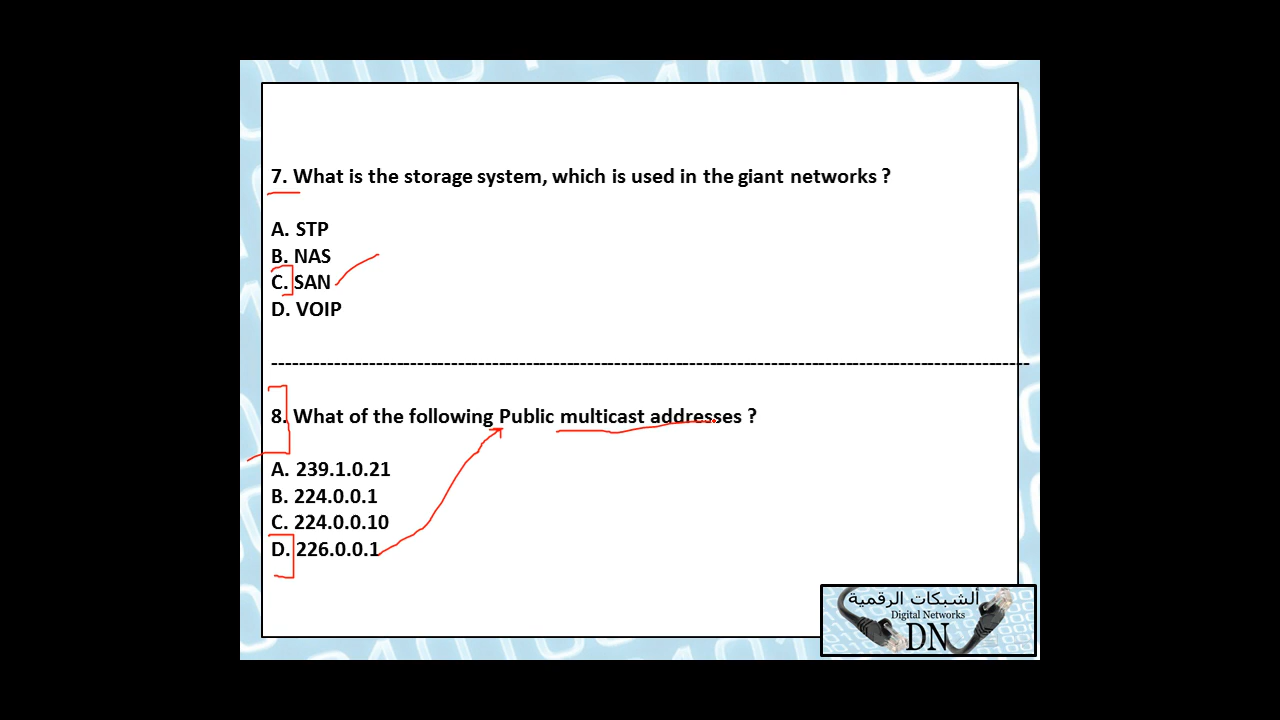 7. What is the storage system, which is used in the giant networks ?
A. STP
B. NAS
C. SAN
D. VOIP
--------------------------------------------------------------------------------------------------------------
8. What of the following Public multicast addresses ?
A. 239.1.0.21
B. 224.0.0.1
C. 224.0.0.10
D. 226.0.0.1
ألشبكات الرقمية
Digital Networks
DN